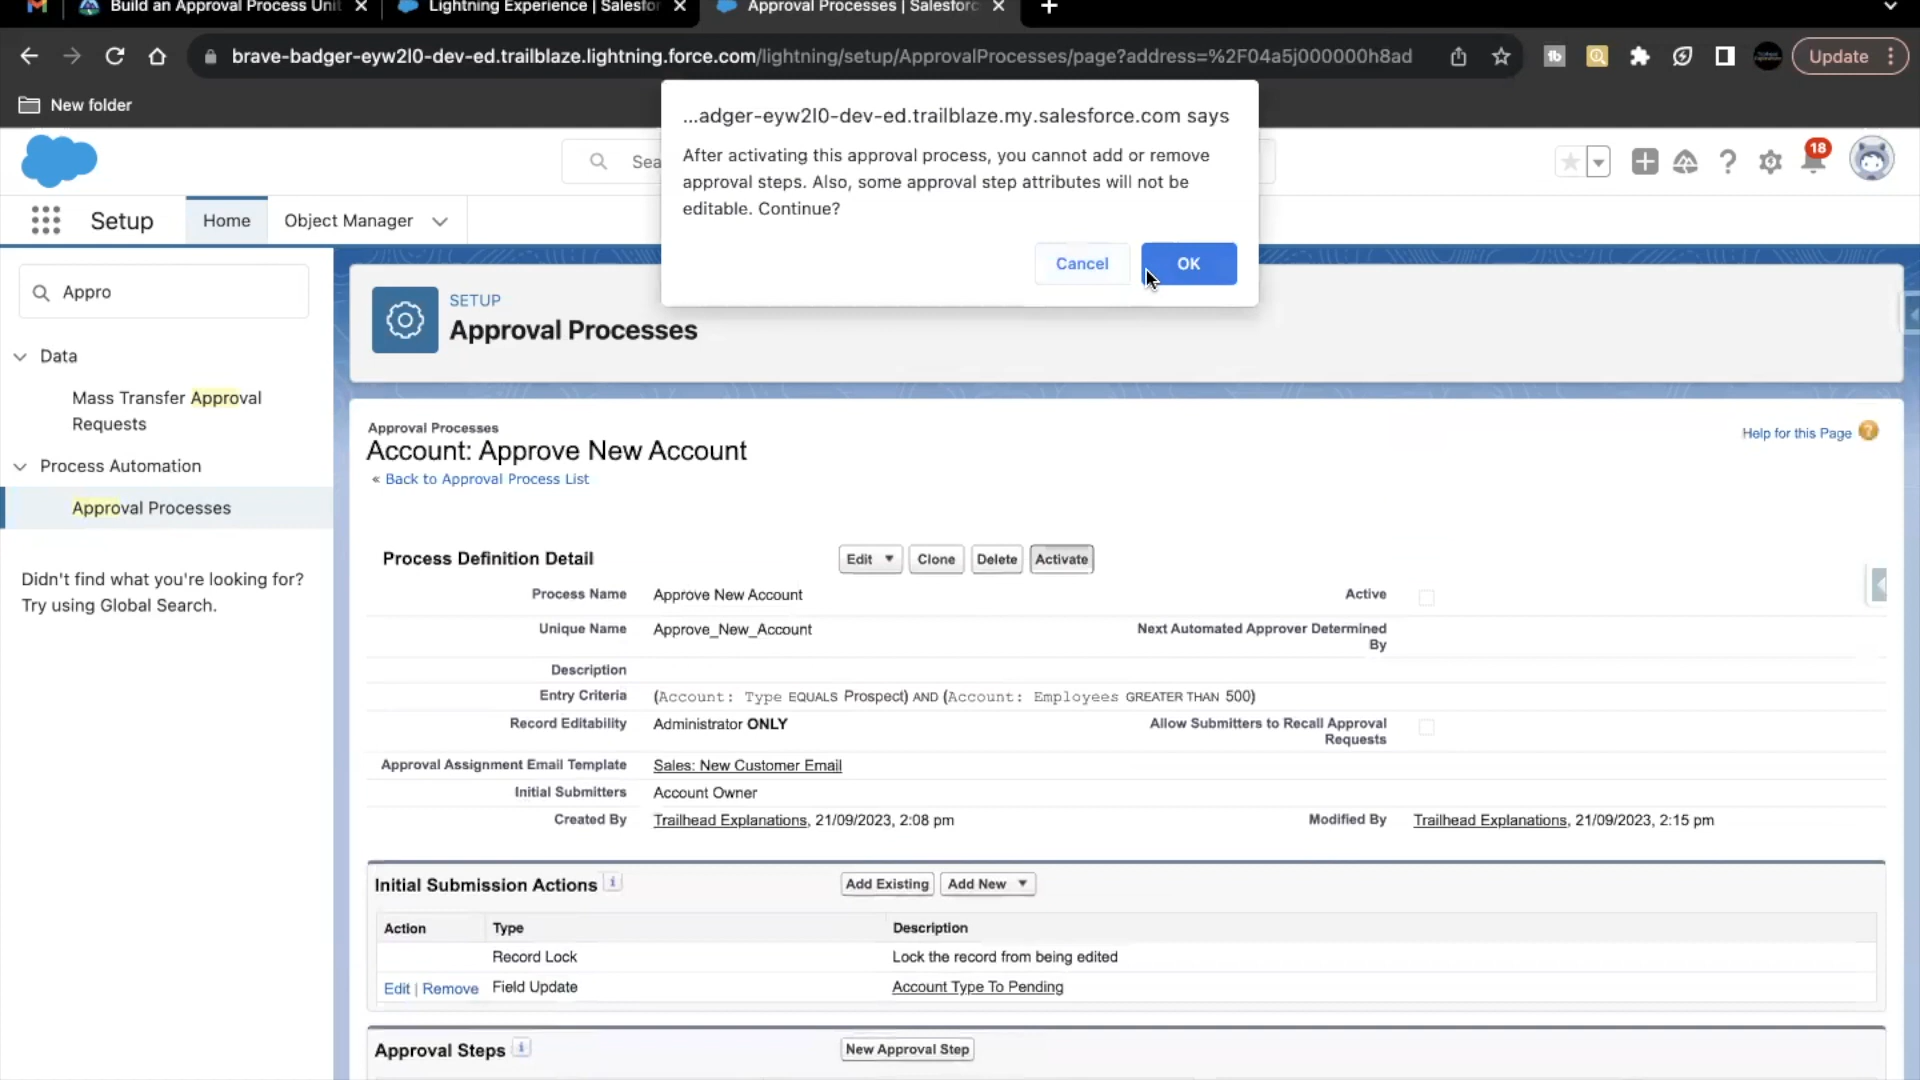 Build an Approval Process Unit
Lightning Experience | Salesfor
Approval Processes | Salesforc
brave-badger-eyw2l0-dev-ed.trailblaze.lightning.force.com/lightning/setup/ApprovalProcesses/page?address=%2F04a5j000000h8ad
Update
New folder
...adger-eyw2l0-dev-ed.trailblaze.my.salesforce.com says
After activating this approval process, you cannot add or remove
approval steps. Also, some approval step attributes will not be
editable. Continue?
Cancel
OK
Sea
18
Setup
Home
Object Manager
Appro
Data
Mass Transfer Approval
Requests
Process Automation
Approval Processes
Didn't find what you're looking for?
Try using Global Search.
SETUP
Approval Processes
Approval Processes
Account: Approve New Account
« Back to Approval Process List
Help for this Page
Process Definition Detail
Edit
Clone
Delete
Activate
Process Name Approve New Account Active
Unique Name Approve_New_Account Next Automated Approver Determined
By
Description
Entry Criteria (Account: Type EQUALS Prospect) AND (Account: Employees GREATER THAN 500)
Record Editability Administrator ONLY Allow Submitters to Recall Approval
Requests
Approval Assignment Email Template Sales: New Customer Email
Initial Submitters Account Owner
Created By Trailhead Explanations, 21/09/2023, 2:08 pm Modified By Trailhead Explanations, 21/09/2023, 2:15 pm
Initial Submission Actions
Add Existing
Add New
Action Type Description
Record Lock Lock the record from being edited
Edit | Remove Field Update Account Type To Pending
Approval Steps
New Approval Step